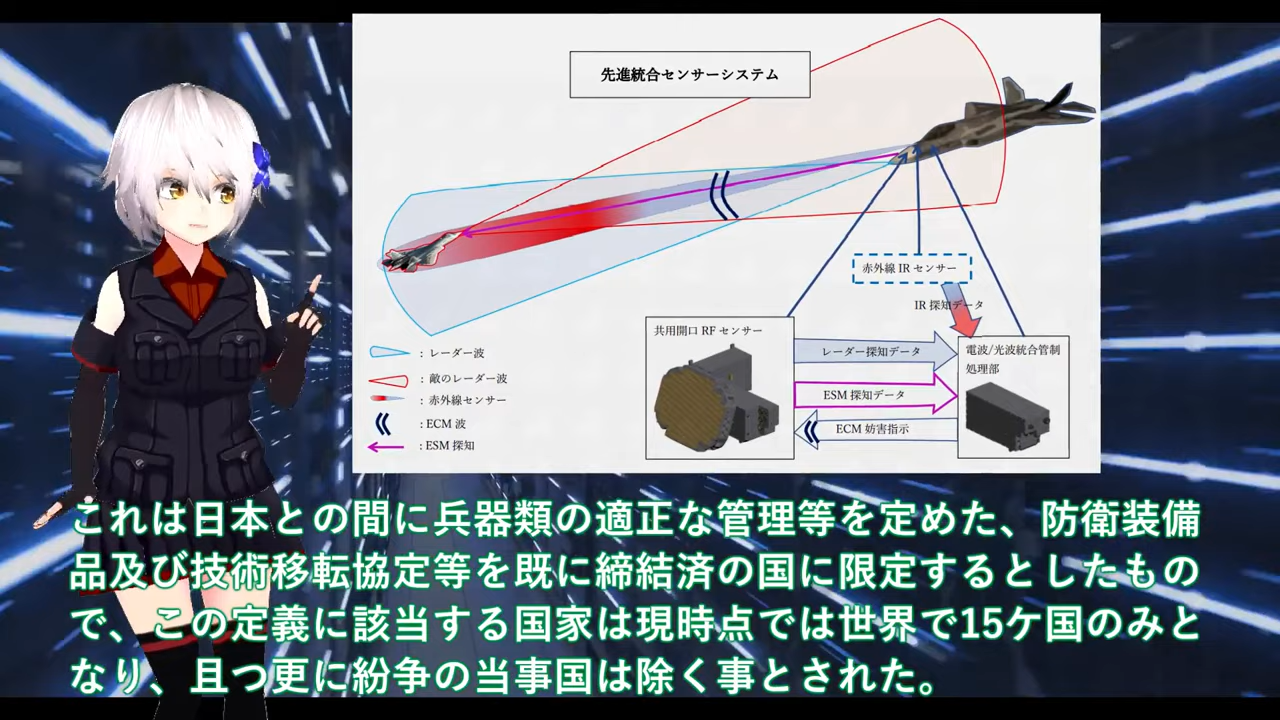 先進統合センサーシステム
赤外線 IR センサー
IR 探知データ
共用開口 RF センサー
レーダー探知データ
電波/光波統合管制
処理部
ESM 探知データ
ECM 妨害指示
：レーダー波
：敵のレーダー波
：赤外線センサー
：ECM 波
：ESM 探知
これは日本との間に兵器類の適正な管理等を定めた、防衛装備
品及び技術移転協定等を既に締結済の国に限定するとしたもの
で、この定義に該当する国家は現時点では世界で15ケ国のみと
なり、且つ更に紛争の当事国は除く事とされた。